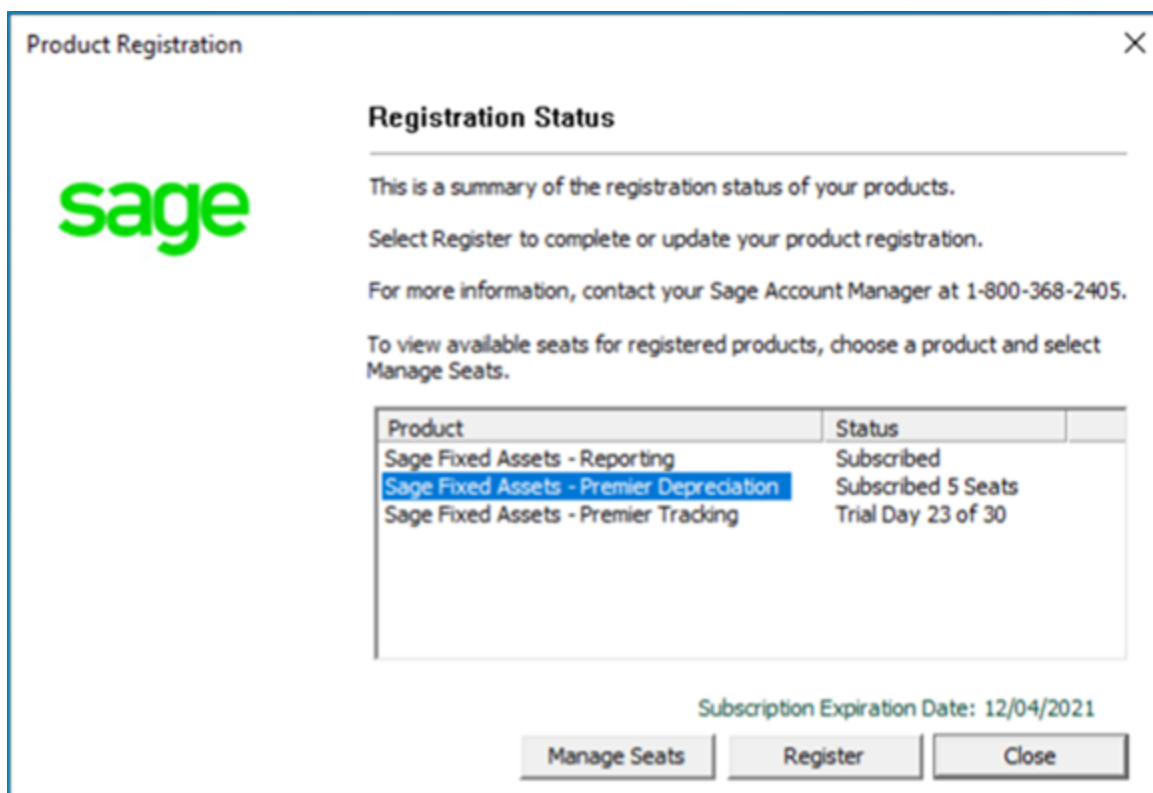 Product Registration
Registration Status
sage
This is a summary of the registration status of your products.
Select Register to complete or update your product registration.
For more information, contact your Sage Account Manager at 1-800-368-2405.
To view available seats for registered products, choose a product and select
Manage Seats.
Product Status
Sage Fixed Assets - Reporting Subscribed
Sage Fixed Assets - Premier Depreciation Subscribed 5 Seats
Sage Fixed Assets - Premier Tracking Trial Day 23 of 30
Subscription Expiration Date: 12/04/2021
Manage Seats Register Close